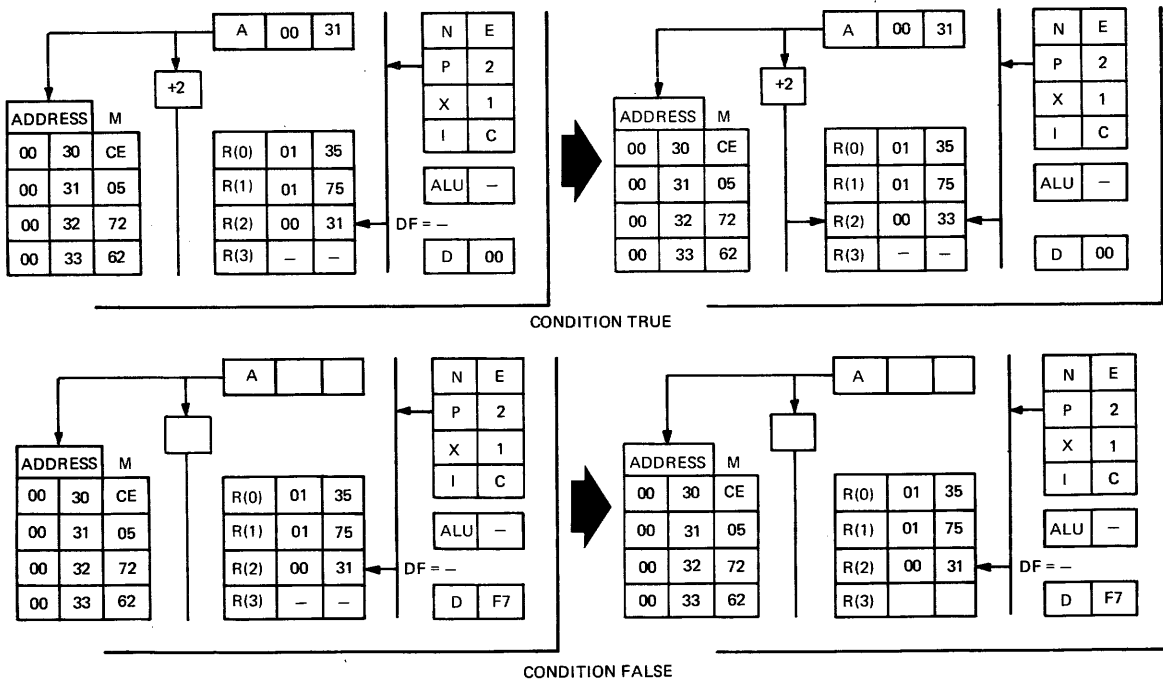 A 00 31
N E
P 2
X 1
I C
+2
ADDRESS M
00 30 CE
00 31 05
00 32 72
00 33 62
R(0) 01 35
R(1) 01 75
R(2) 00 31
R(3) – –
ALU –
DF = –
D 00
A 00 31
N E
P 2
X 1
I C
+2
ADDRESS M
00 30 CE
00 31 05
00 32 72
00 33 62
R(0) 01 35
R(1) 01 75
R(2) 00 33
R(3) – –
ALU –
D 00
CONDITION TRUE
A
N E
P 2
X 1
I C
ADDRESS M
00 30 CE
00 31 05
00 32 72
00 33 62
R(0) 01 35
R(1) 01 75
R(2) 00 31
R(3) – –
ALU –
DF = –
D F7
A
N E
P 2
X 1
I C
ADDRESS M
00 30 CE
00 31 05
00 32 72
00 33 62
R(0) 01 35
R(1) 01 75
R(2) 00 31
R(3)
ALU –
DF = –
D F7
CONDITION FALSE